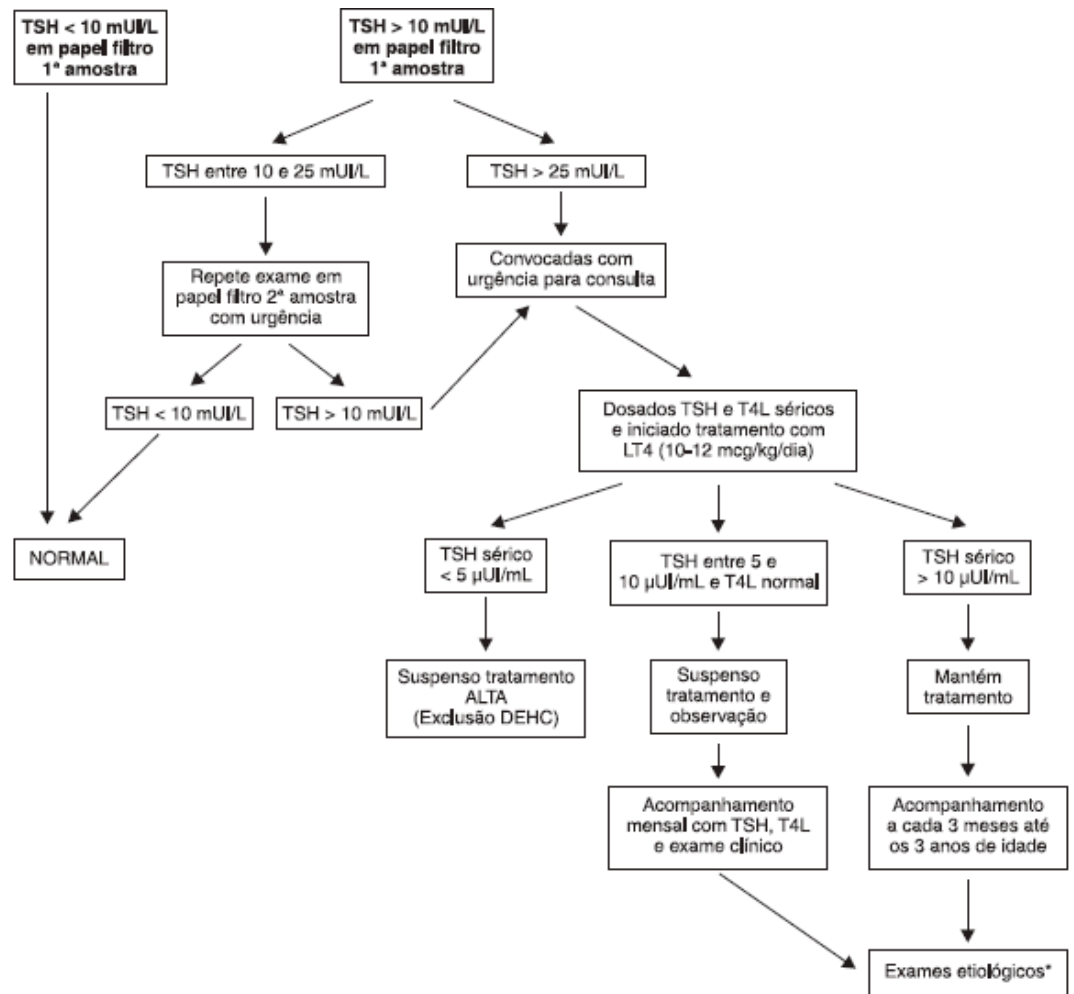 TSH < 10 mUI/L
em papel filtro
1ª amostra
TSH > 10 mUI/L
em papel filtro
1ª amostra
TSH entre 10 e 25 mUI/L
TSH > 25 mUI/L
Repete exame em
papel filtro 2ª amostra
com urgência
Convocadas com
urgência para consulta
TSH < 10 mUI/L
TSH > 10 mUI/L
Dosados TSH e T4L séricos
e iniciado tratamento com
LT4 (10-12 mcg/kg/dia)
NORMAL
TSH sérico
< 5 µUI/mL
TSH entre 5 e
10 µUI/mL e T4L normal
TSH sérico
> 10 µUI/mL
Suspenso tratamento
ALTA
(Exclusão DEHC)
Suspenso
tratamento e
observação
Mantém
tratamento
Acompanhamento
mensal com TSH, T4L
e exame clínico
Acompanhamento
a cada 3 meses até
os 3 anos de idade
Exames etiológicos*